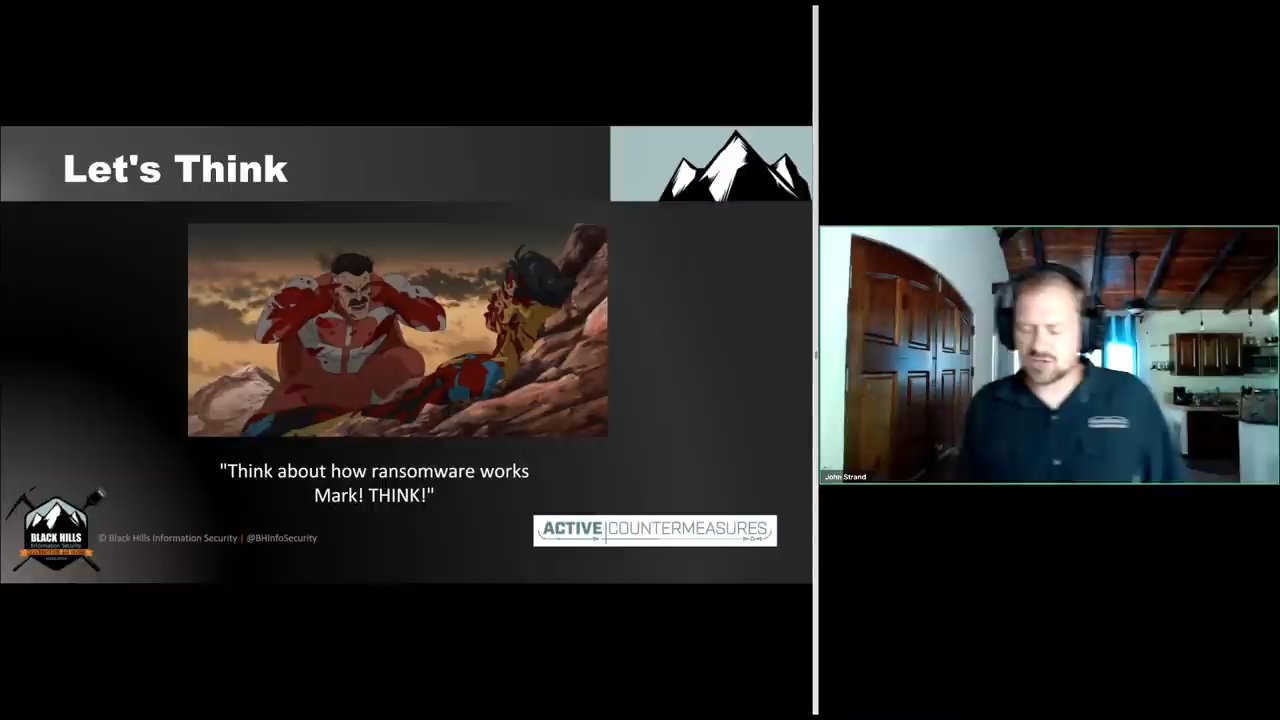 Let's Think
"Think about how ransomware works
Mark! THINK!"
BLACK HILLS
Information Security
© Black Hills Information Security | @BHInfoSecurity
ACTIVE COUNTERMEASURES
John Strand